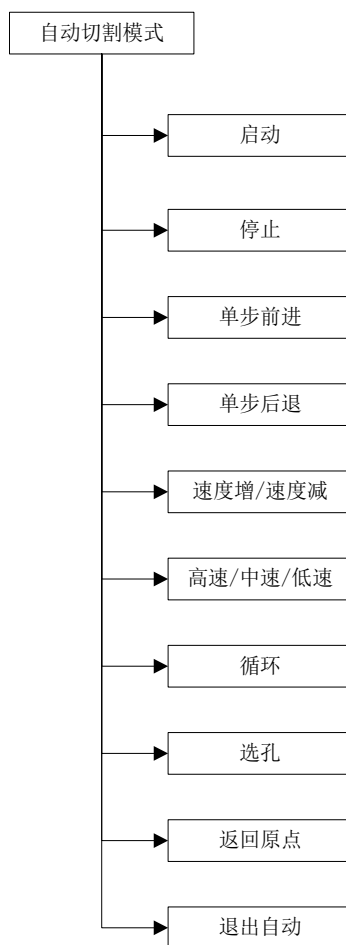 自动切割模式
启动
停止
单步前进
单步后退
速度增/速度减
高速/中速/低速
循环
选孔
返回原点
退出自动